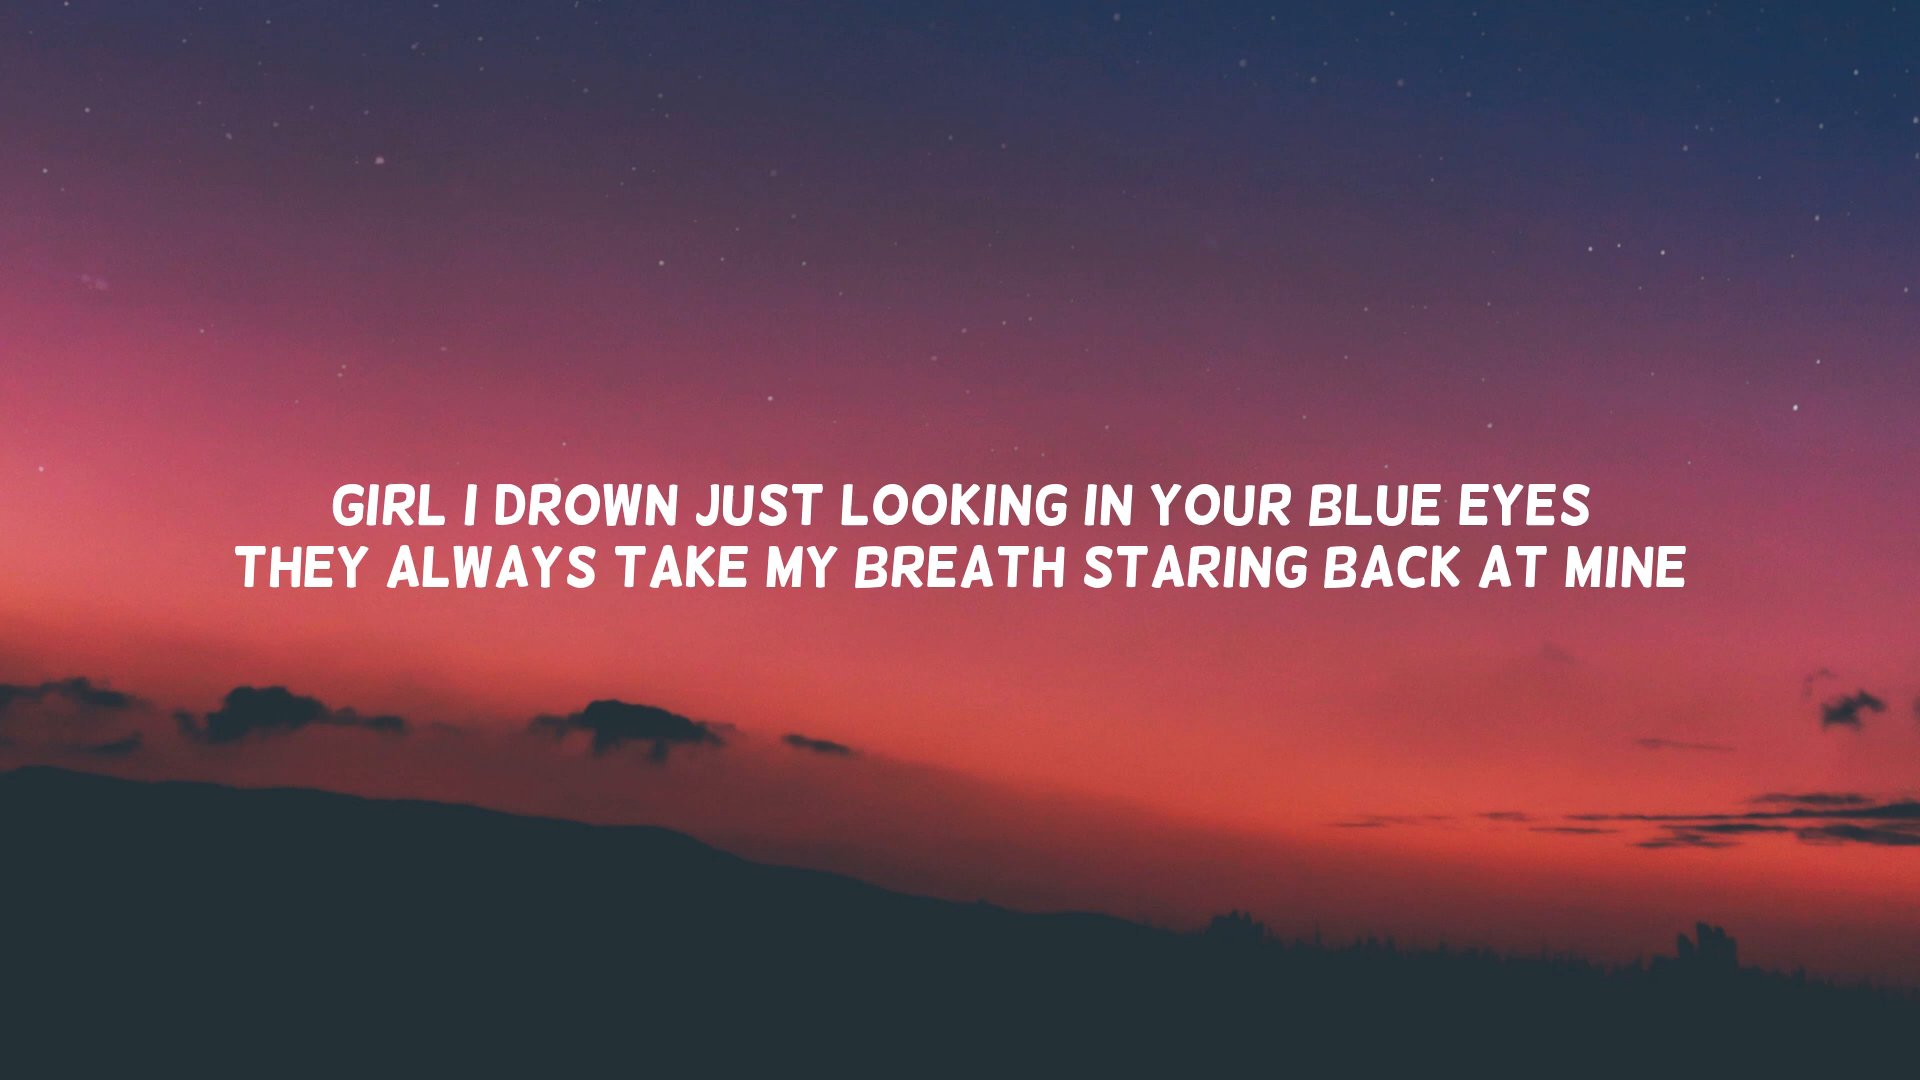 GIRL I DROWN JUST LOOKING IN YOUR BLUE EYES
THEY ALWAYS TAKE MY BREATH STARING BACK AT MINE